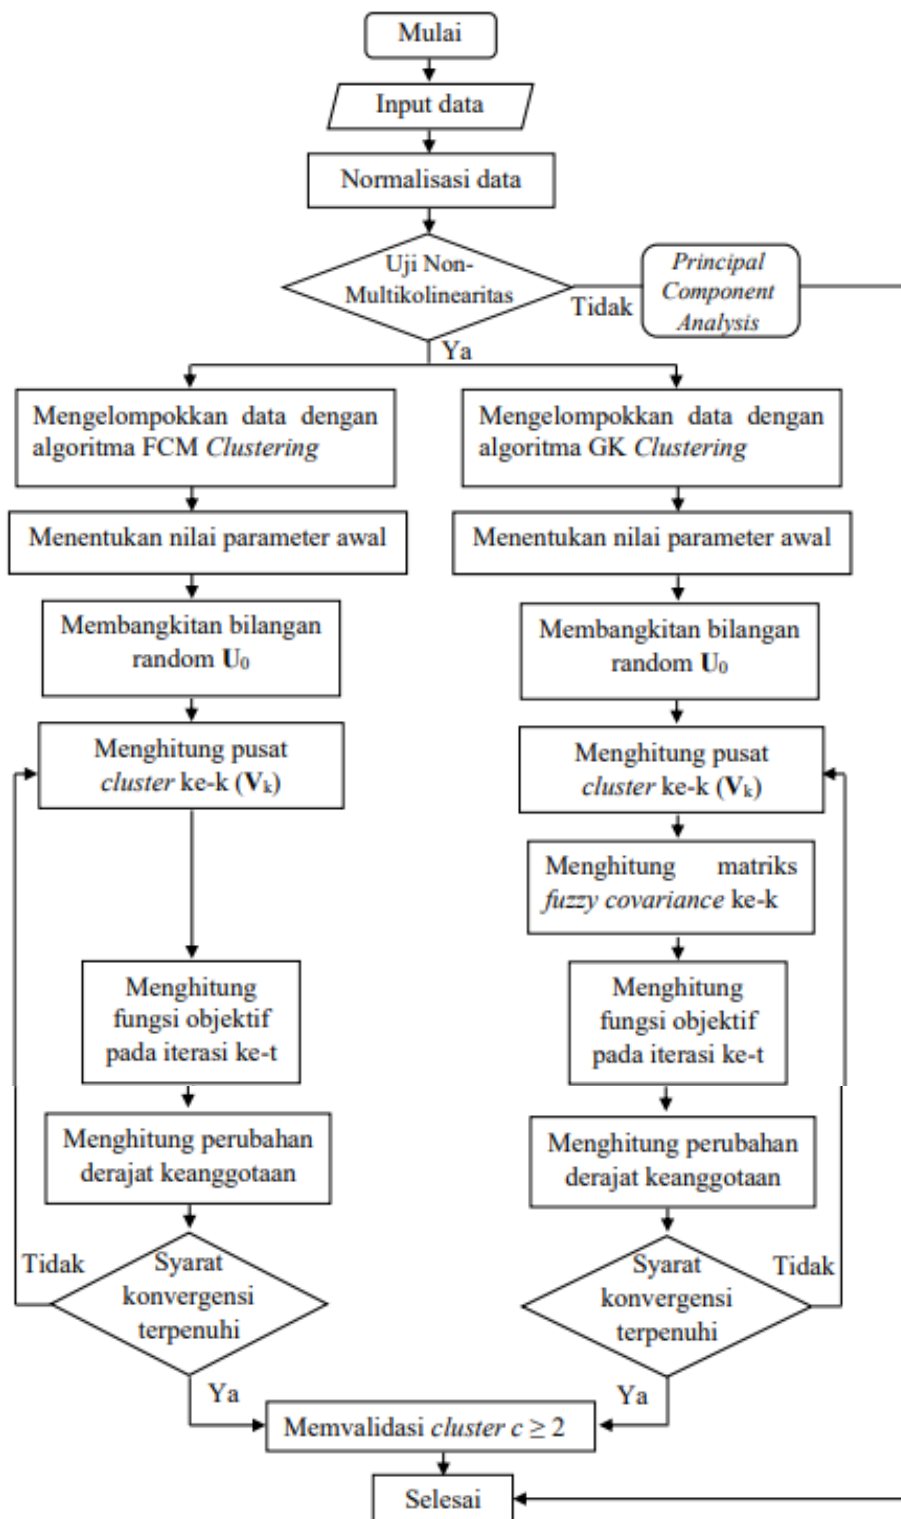 Mulai
Input data
Normalisasi data
Uji Non-
Multikolinearitas
Tidak
Principal
Component
Analysis
Ya
Mengelompokkan data dengan
algoritma FCM Clustering
Menentukan nilai parameter awal
Membangkitan bilangan
random U₀
Menghitung pusat
cluster ke-k (Vₖ)
Menghitung
fungsi objektif
pada iterasi ke-t
Menghitung perubahan
derajat keanggotaan
Tidak
Syarat
konvergensi
terpenuhi
Ya
Mengelompokkan data dengan
algoritma GK Clustering
Menentukan nilai parameter awal
Membangkitan bilangan
random U₀
Menghitung pusat
cluster ke-k (Vₖ)
Menghitung matriks
fuzzy covariance ke-k
Menghitung
fungsi objektif
pada iterasi ke-t
Menghitung perubahan
derajat keanggotaan
Syarat
konvergensi
terpenuhi
Tidak
Ya
Memvalidasi cluster c ≥ 2
Selesai